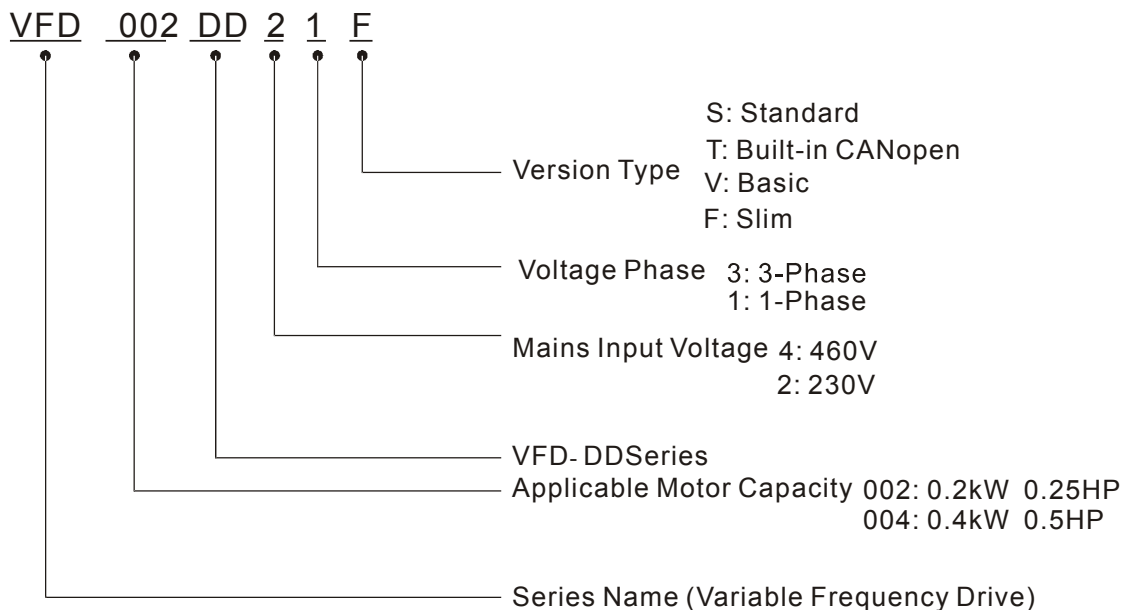 VFD 002 DD 2 1 F
S: Standard
T: Built-in CANopen
Version Type
V: Basic
F: Slim
Voltage Phase 3: 3-Phase
1: 1-Phase
Mains Input Voltage 4: 460V
2: 230V
VFD-DDSeries
Applicable Motor Capacity 002: 0.2kW 0.25HP
004: 0.4kW 0.5HP
Series Name (Variable Frequency Drive)